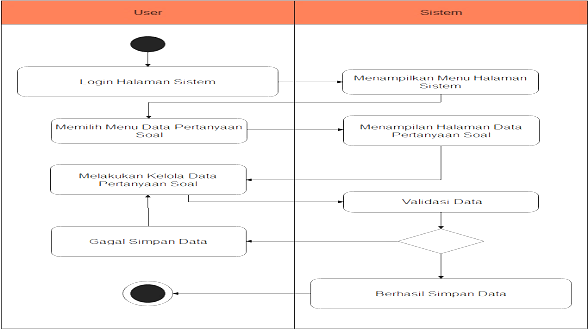 User
Sistem
Login Halaman Sistem
Menampilkan Menu Halaman
Sistem
Memilih Menu Data Pertanyaan
Soal
Menampilan Halaman Data
Pertanyaan Soal
Melakukan Kelola Data
Pertanyaan Soal
Validasi Data
Gagal Simpan Data
Berhasil Simpan Data